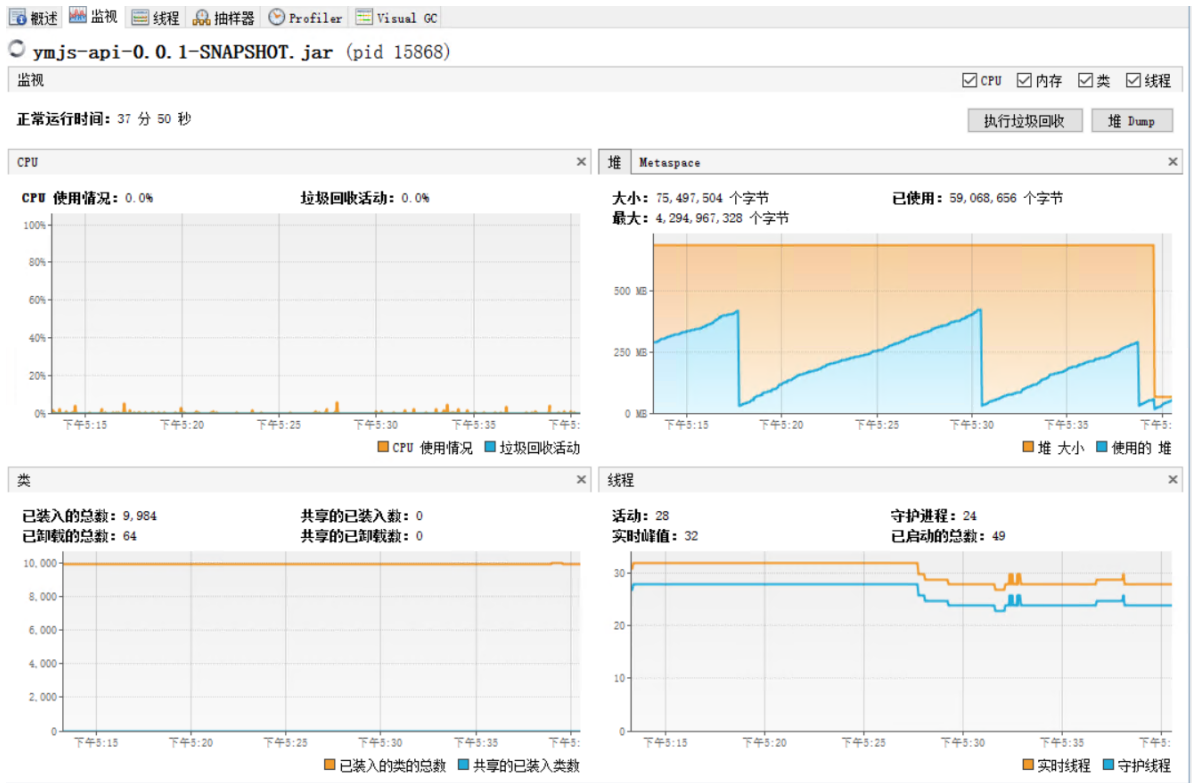 概述 监视 线程 抽样器 Profiler Visual GC
ymjs-api-0.0.1-SNAPSHOT.jar (pid 15868)
监视 CPU 内存 类 线程
正常运行时间: 37 分 50 秒 执行垃圾回收 堆 Dump
CPU ×
CPU 使用情况: 0.0% 垃圾回收活动: 0.0%
100%
80%
60%
40%
20%
0%
下午5:15 下午5:20 下午5:25 下午5:30 下午5:35 下午5:
CPU 使用情况 垃圾回收活动
堆 Metaspace ×
大小: 75,497,504 个字节 已使用: 59,068,656 个字节
最大: 4,294,967,328 个字节
500 MB
250 MB
0 MB
下午5:15 下午5:20 下午5:25 下午5:30 下午5:35 下午5:
堆 大小 使用的 堆
类 ×
已装入的总数: 9,984 共享的已装入数: 0
已卸载的总数: 64 共享的已卸载数: 0
10,000
8,000
6,000
4,000
2,000
0
下午5:15 下午5:20 下午5:25 下午5:30 下午5:35 下午5:
已装入的类的总数 共享的已装入类数
线程 ×
活动: 28 守护进程: 24
实时峰值: 32 已启动的总数: 49
30
20
10
0
下午5:15 下午5:20 下午5:25 下午5:30 下午5:35 下午5:
实时线程 守护线程